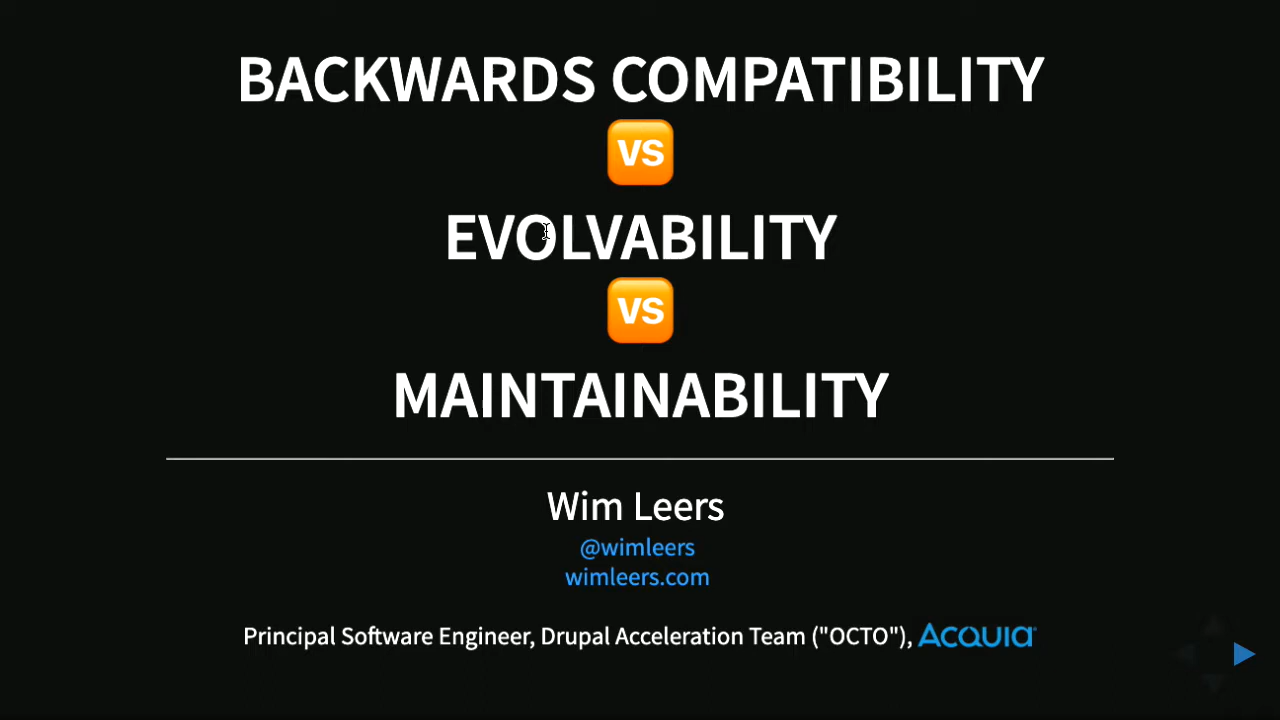 BACKWARDS COMPATIBILITY
VS
EVOLVABILITY
VS
MAINTAINABILITY
Wim Leers
@wimleers
wimleers.com
Principal Software Engineer, Drupal Acceleration Team ("OCTO"), ACQUIA